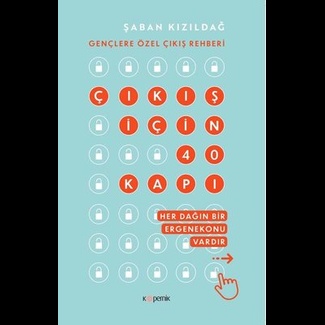 ŞABAN KIZILDAĞ
GENÇLERE ÖZEL ÇIKIŞ REHBERİ
ÇIKIŞ
İÇİN
40
KAPI
HER DAĞIN BİR
ERGENEKONU
VARDIR
kopernik